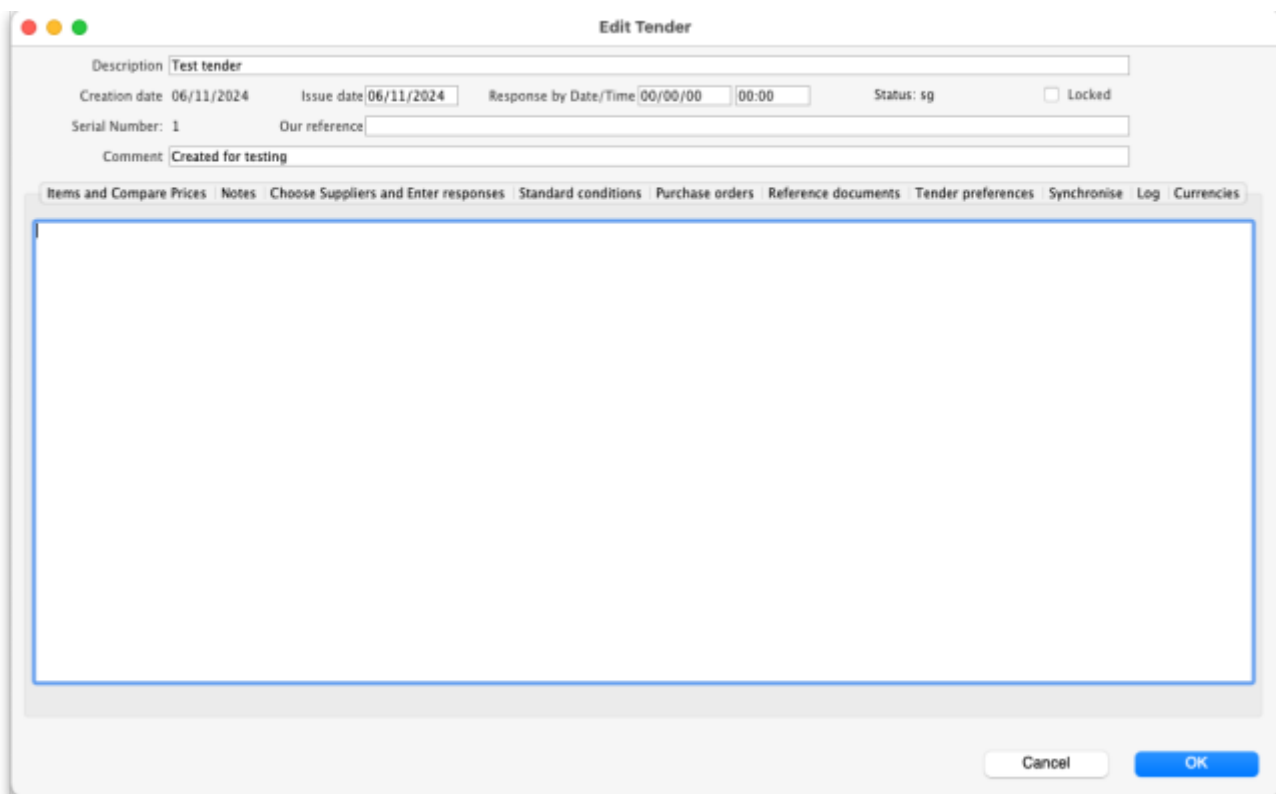 Edit Tender
Description Test tender
Creation date 06/11/2024 Issue date 06/11/2024 Response by Date/Time 00/00/00 00:00 Status: sg Locked
Serial Number: 1 Our reference
Comment Created for testing
Items and Compare Prices Notes Choose Suppliers and Enter responses Standard conditions Purchase orders Reference documents Tender preferences Synchronise Log Currencies
Cancel OK